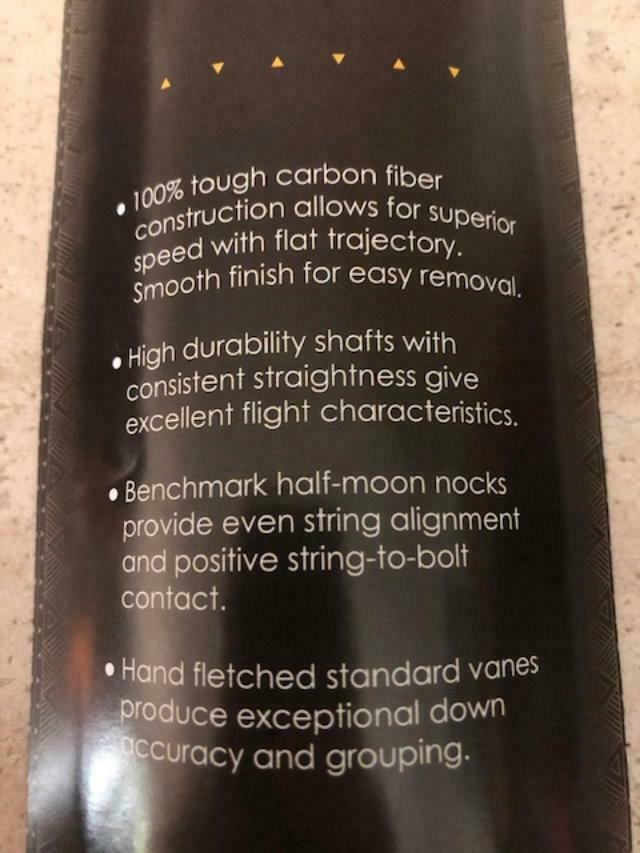 • 100% tough carbon fiber
construction allows for superior
speed with flat trajectory.
Smooth finish for easy removal.
• High durability shafts with
consistent straightness give
excellent flight characteristics.
• Benchmark half-moon nocks
provide even string alignment
and positive string-to-bolt
contact.
• Hand fletched standard vanes
produce exceptional down
accuracy and grouping.